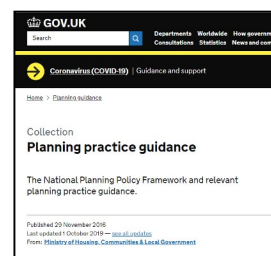 GOV.UK
Search
Departments Worldwide How governm
Consultations Statistics News and com
Coronavirus (COVID-19) | Guidance and support
Home > Planning guidance
Collection
Planning practice guidance
The National Planning Policy Framework and relevant
planning practice guidance.
Published 29 November 2016
Last updated 1 October 2019 — see all updates
From: Ministry of Housing, Communities & Local Government